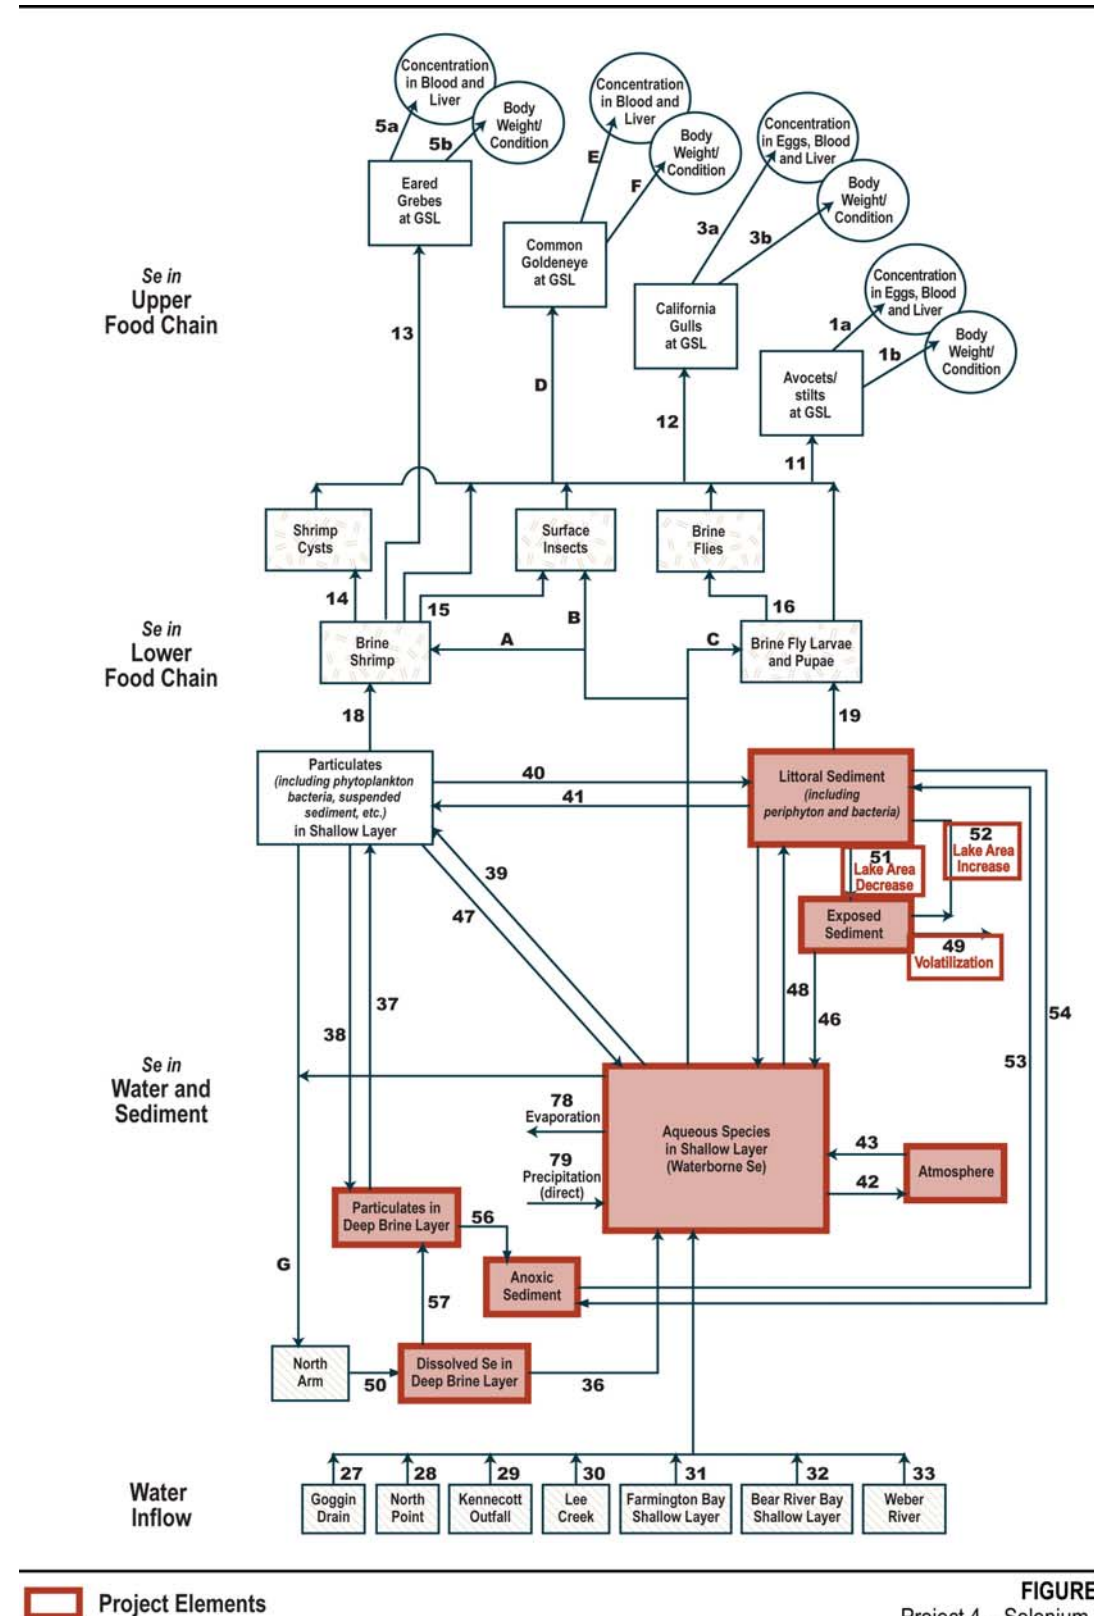 Concentration
in Blood and
Liver
Body
Weight/
Condition
5a
5b
Eared
Grebes
at GSL
Concentration
in Blood and
Liver
Body
Weight/
Condition
E
F
Common
Goldeneye
at GSL
Concentration
in Eggs, Blood
and Liver
Body
Weight/
Condition
3a
3b
California
Gulls
at GSL
Concentration
in Eggs, Blood
and Liver
Body
Weight/
Condition
1a
1b
Avocets/
stilts
at GSL
Se in
Upper
Food Chain
13
D
12
11
Shrimp
Cysts
Surface
Insects
Brine
Flies
14
15
B
16
Se in
Lower
Food Chain
Brine
Shrimp
A
C
Brine Fly Larvae
and Pupae
18
19
Particulates
(including phytoplankton
bacteria, suspended
sediment, etc.)
in Shallow Layer
40
41
Littoral Sediment
(including
periphyton and bacteria)
52
Lake Area
Increase
51
Lake Area
Decrease
39
47
Exposed
Sediment
49
Volatilization
48
46
37
38
54
53
Se in
Water and
Sediment
78
Evaporation
79
Precipitation
(direct)
Aqueous Species
in Shallow Layer
(Waterborne Se)
43
42
Atmosphere
Particulates in
Deep Brine Layer
56
Anoxic
Sediment
G
57
North
Arm
50
Dissolved Se in
Deep Brine Layer
36
Water
Inflow
27
28
29
30
31
32
33
Goggin
Drain
North
Point
Kennecott
Outfall
Lee
Creek
Farmington Bay
Shallow Layer
Bear River Bay
Shallow Layer
Weber
River
Project Elements
FIGURE
Project 4 – Selenium